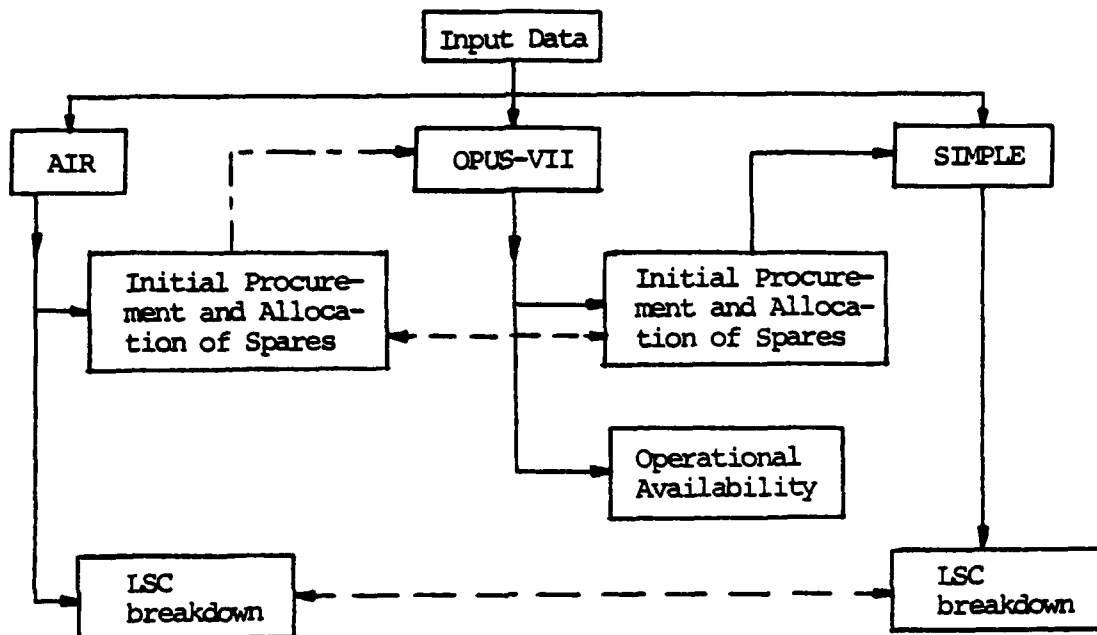 Input Data
AIR
OPUS-VII
SIMPLE
Initial Procure-
ment and Alloca-
tion of Spares
Initial Procure-
ment and Alloca-
tion of Spares
Operational
Availability
LSC
breakdown
LSC
breakdown